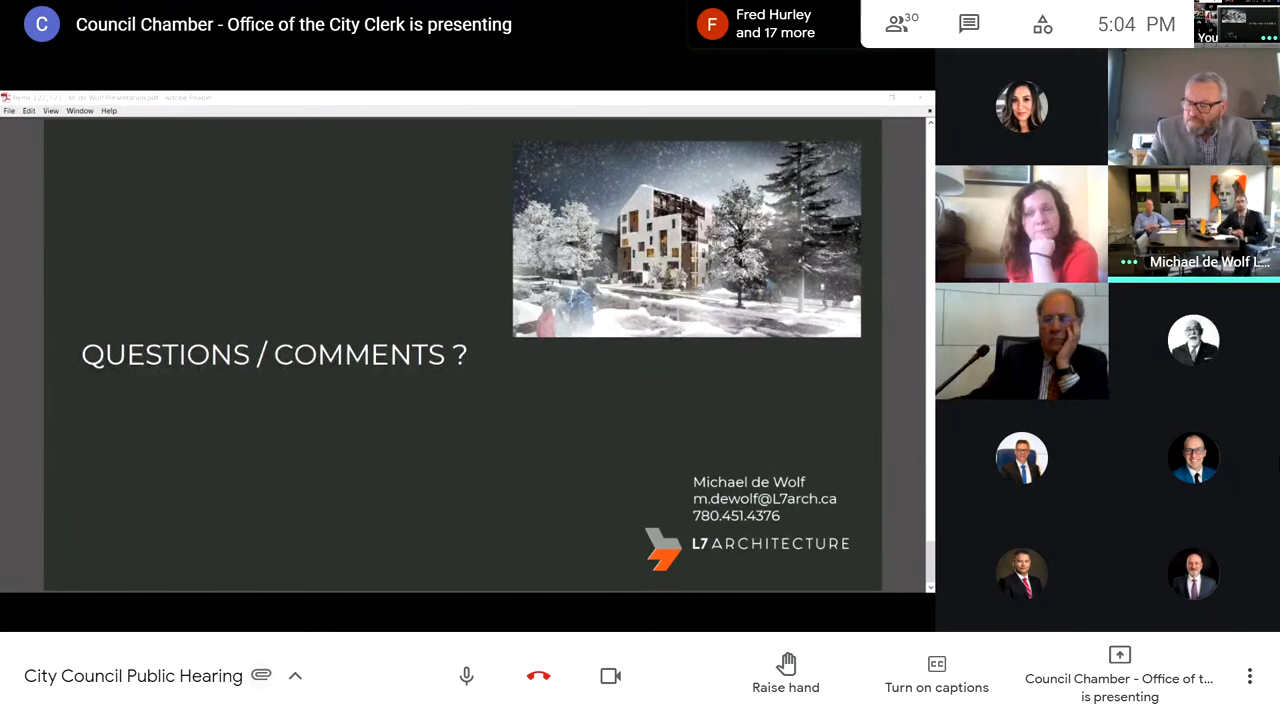 C
Council Chamber - Office of the City Clerk is presenting
F
Fred Hurley
and 17 more
30
5:04 PM
You
File Edit View Window Help
QUESTIONS / COMMENTS ?
Michael de Wolf
m.dewolf@L7arch.ca
780.451.4376
L7 ARCHITECTURE
Michael de Wolf L...
City Council Public Hearing
Raise hand
CC
Turn on captions
Council Chamber - Office of t...
is presenting